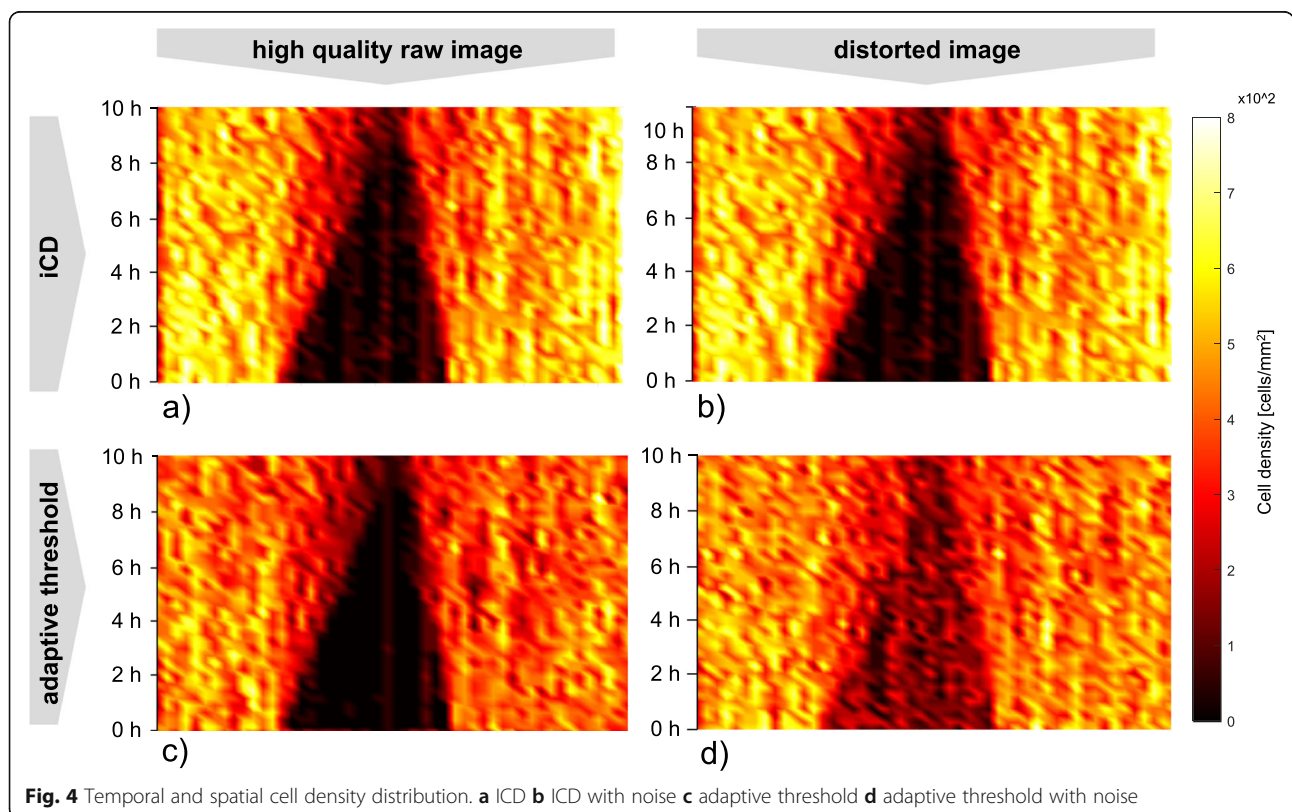 high quality raw image
distorted image
iCD
adaptive threshold
10 h
8 h
6 h
4 h
2 h
0 h
a)
10 h
8 h
6 h
4 h
2 h
0 h
b)
x10^2
8
7
6
5
4
3
2
1
0
Cell density [cells/mm²]
10 h
8 h
6 h
4 h
2 h
0 h
c)
10 h
8 h
6 h
4 h
2 h
0 h
d)
Fig. 4 Temporal and spatial cell density distribution. a ICD b ICD with noise c adaptive threshold d adaptive threshold with noise